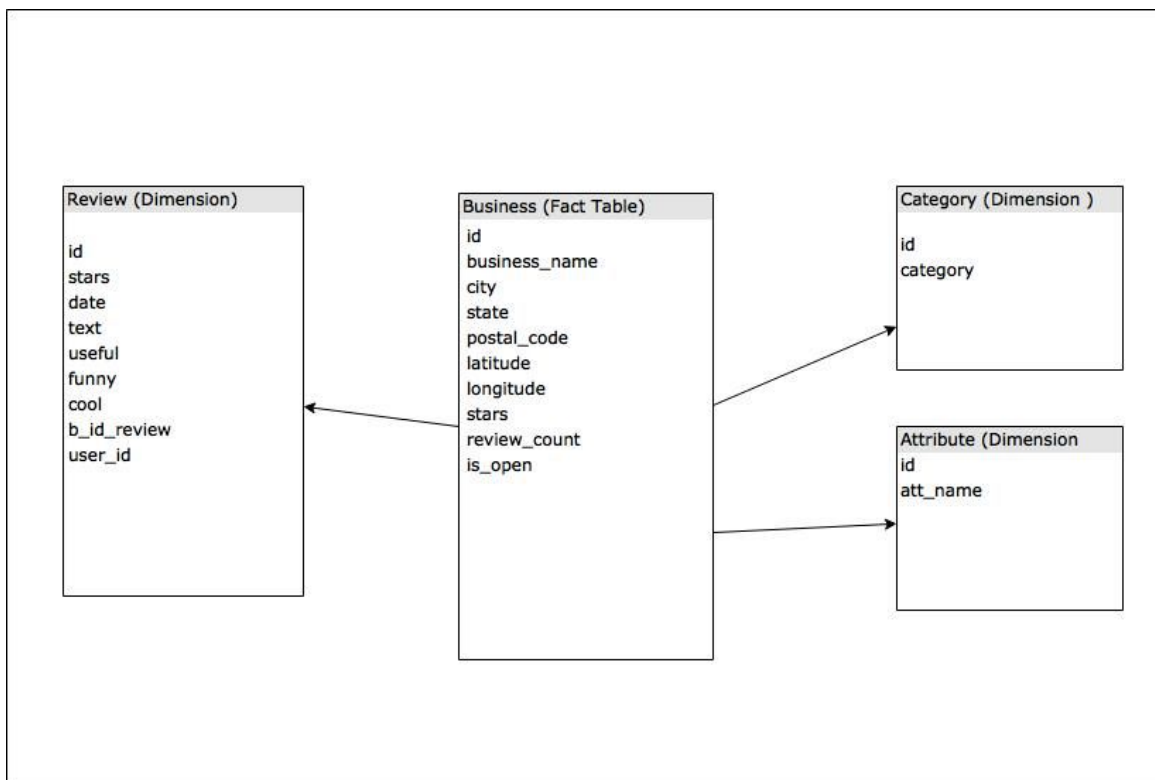 Review (Dimension)
id
stars
date
text
useful
funny
cool
b_id_review
user_id
Business (Fact Table)
id
business_name
city
state
postal_code
latitude
longitude
stars
review_count
is_open
Category (Dimension )
id
category
Attribute (Dimension
id
att_name